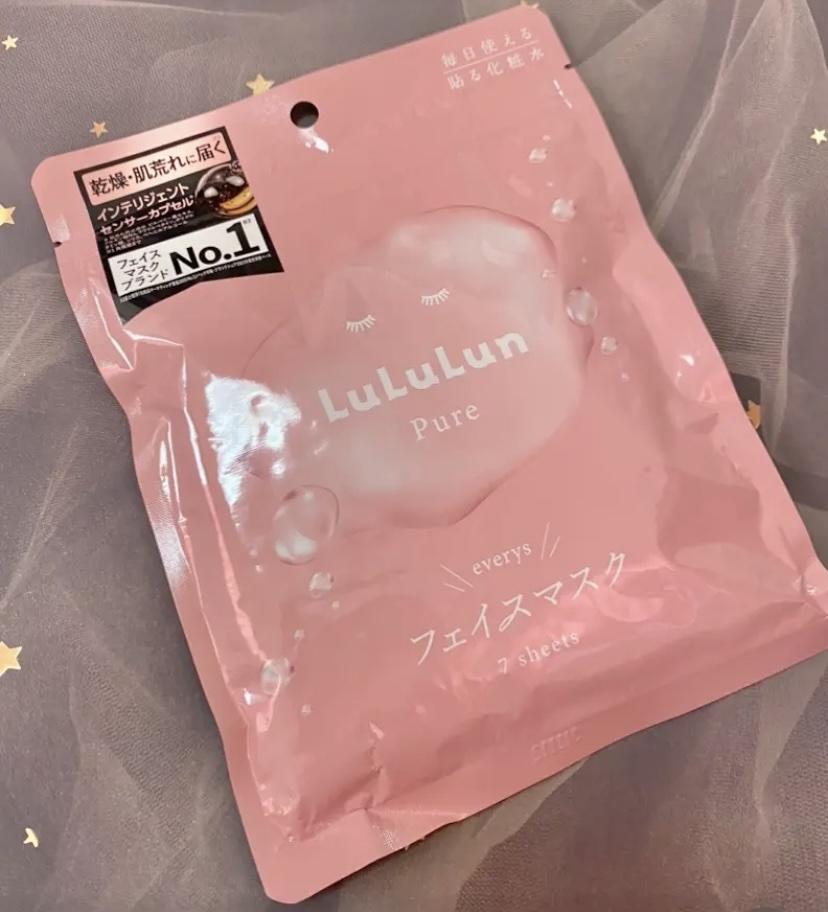 毎日使える
貼る化粧水
乾燥・肌荒れに届く
インテリジェント
センサーカプセル
フェイス
マスク
ブランド
No.1
LuLuLun
Pure
everys
フェイスマスク
7 sheets